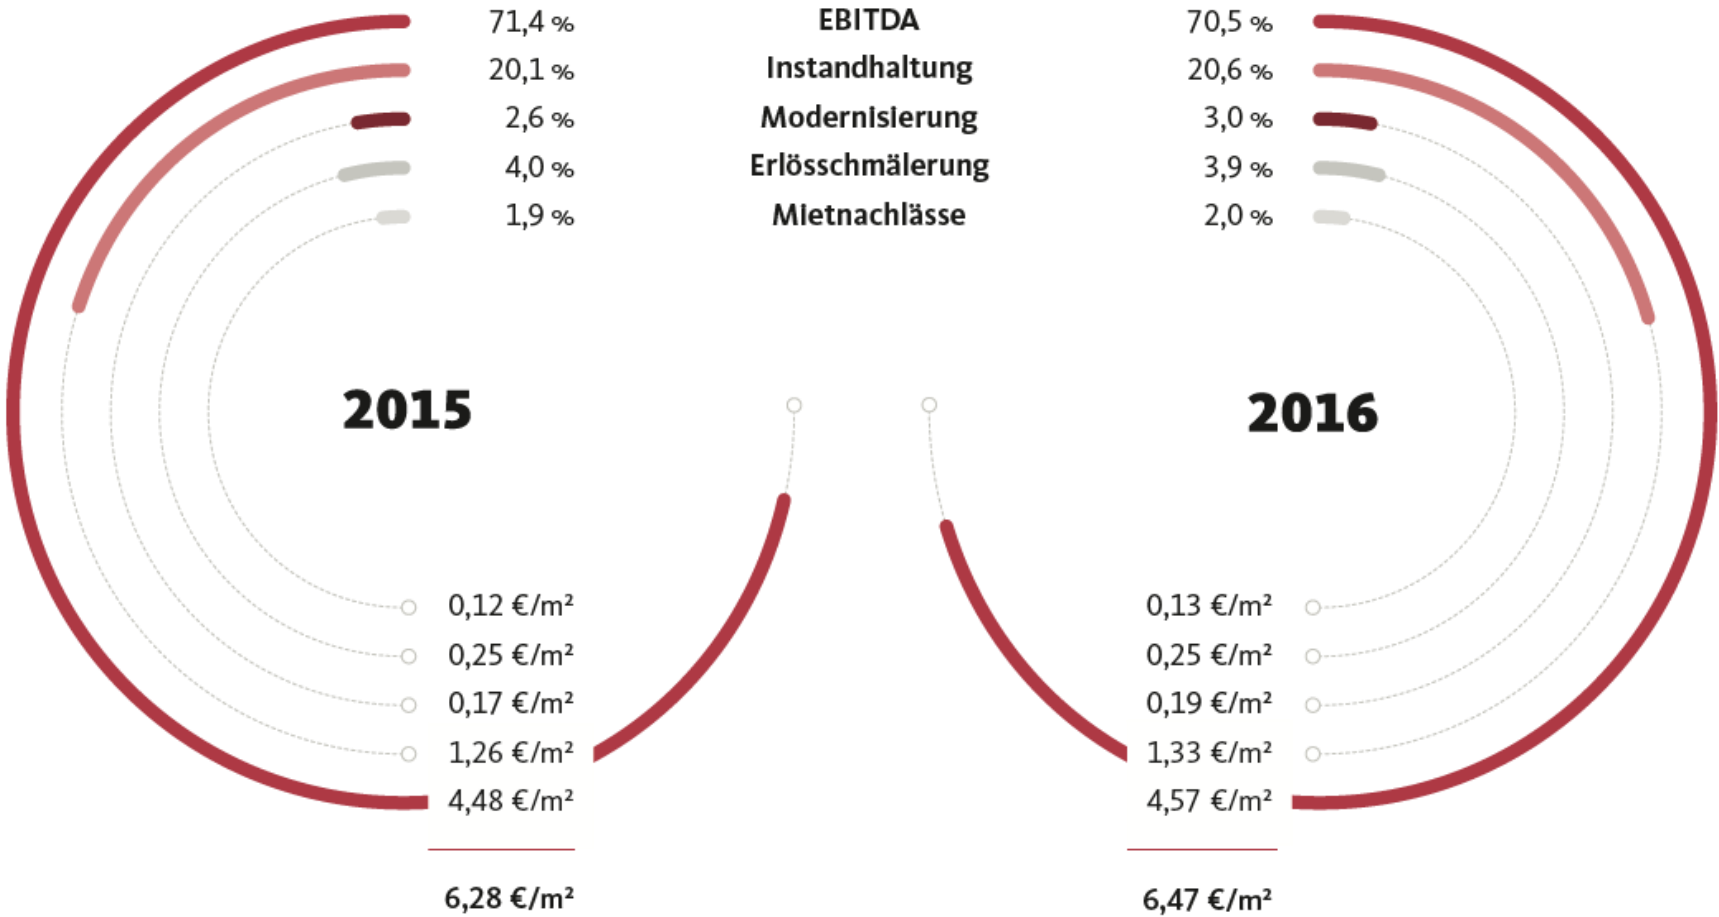 71,4 % EBITDA 70,5 %
20,1 % Instandhaltung 20,6 %
2,6 % Modernisierung 3,0 %
4,0 % Erlösschmälerung 3,9 %
1,9 % Mietnachlässe 2,0 %
2015 2016
0,12 €/m² 0,13 €/m²
0,25 €/m² 0,25 €/m²
0,17 €/m² 0,19 €/m²
1,26 €/m² 1,33 €/m²
4,48 €/m² 4,57 €/m²
6,28 €/m² 6,47 €/m²